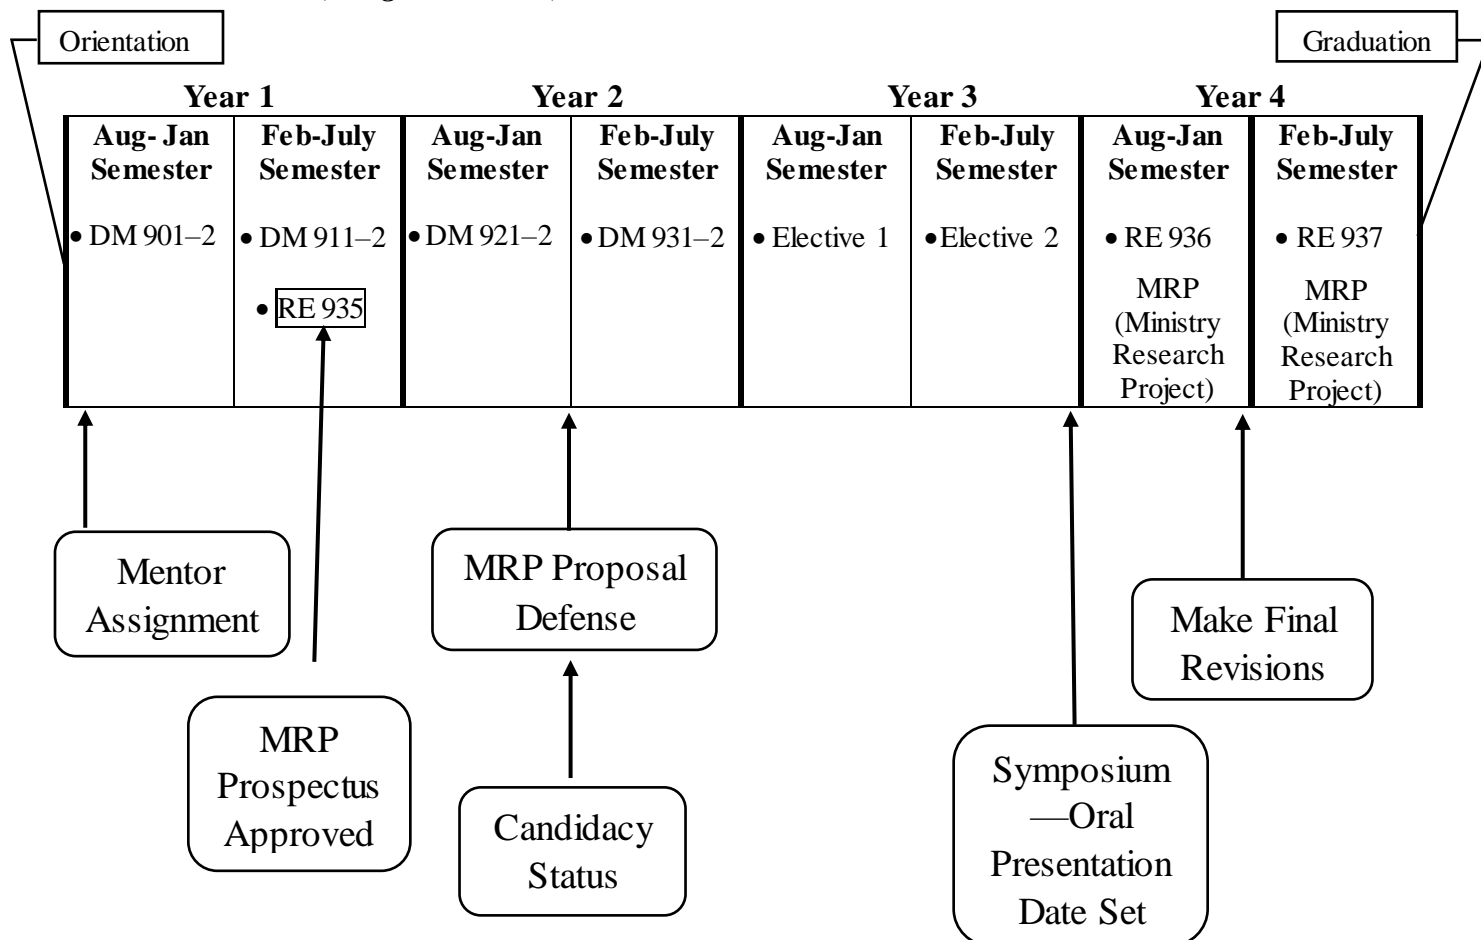 Orientation
Graduation
Year 1
Year 2
Year 3
Year 4
Aug-Jan
Semester
Feb-July
Semester
Aug-Jan
Semester
Feb-July
Semester
Aug-Jan
Semester
Feb-July
Semester
Aug-Jan
Semester
Feb-July
Semester
• DM 901–2
• DM 911–2
• RE 935
• DM 921–2
• DM 931–2
• Elective 1
• Elective 2
• RE 936
MRP
(Ministry
Research
Project)
• RE 937
MRP
(Ministry
Research
Project)
Mentor
Assignment
MRP
Prospectus
Approved
MRP Proposal
Defense
Candidacy
Status
Symposium
—Oral
Presentation
Date Set
Make Final
Revisions